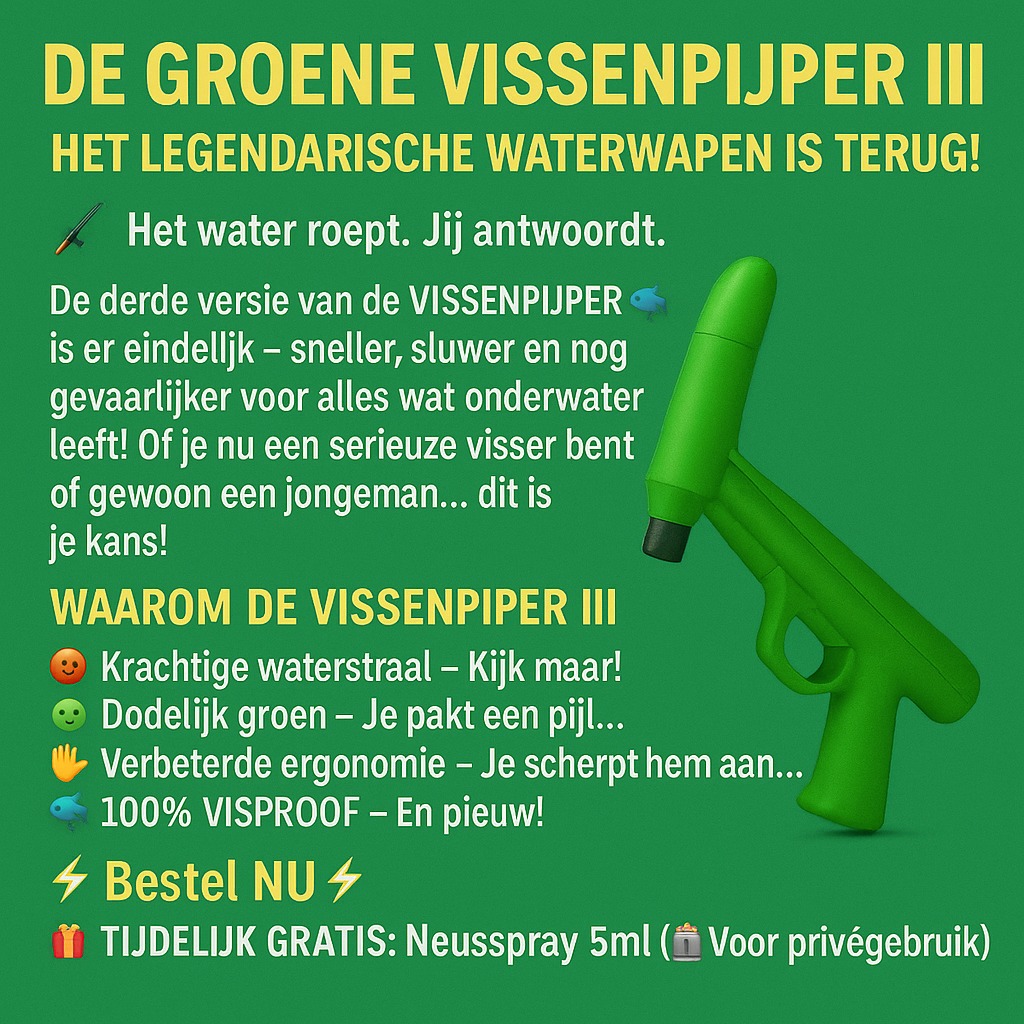 DE GROENE VISSENPIJPER III
HET LEGENDARISCHE WATERWAPEN IS TERUG!
Het water roept. Jij antwoordt.
De derde versie van de VISSENPIJPER
is er eindelljk – sneller, sluwer en nog
gevaarlijker voor alles wat onderwater
leeft! Of je nu een serieuze visser bent
of gewoon een jongeman... dit is
je kans!
WAAROM DE VISSENPIPER III
Krachtige waterstraal – Kijk maar!
Dodelijk groen – Je pakt een pijl...
Verbeterde ergonomie – Je scherpt hem aan...
100% VISPROOF – En pieuw!
Bestel NU
TIJDELIJK GRATIS: Neusspray 5ml (Voor privégebruik)